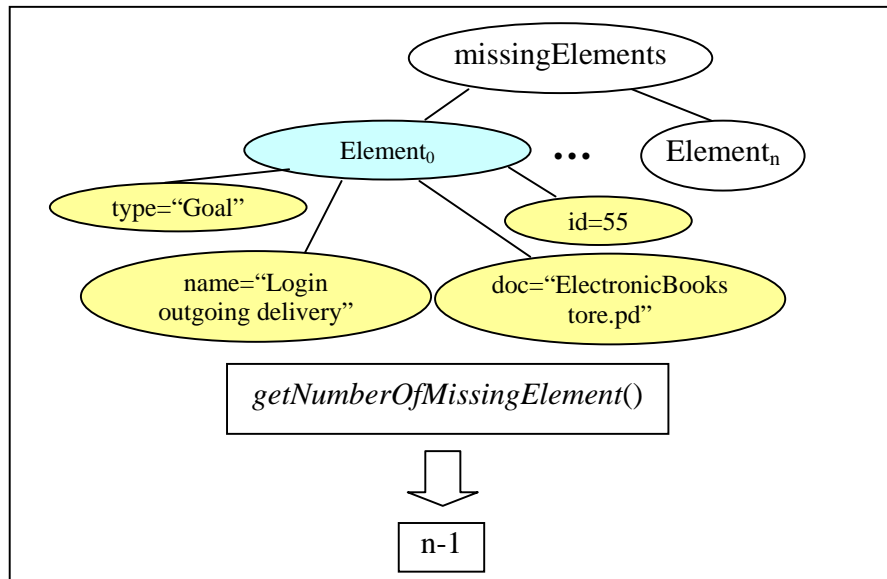 missingElements
Element₀
...
Elementₙ
type=“Goal”
id=55
name=“Login
outgoing delivery”
doc=“ElectronicBooks
tore.pd”
getNumberOfMissingElement()
n-1